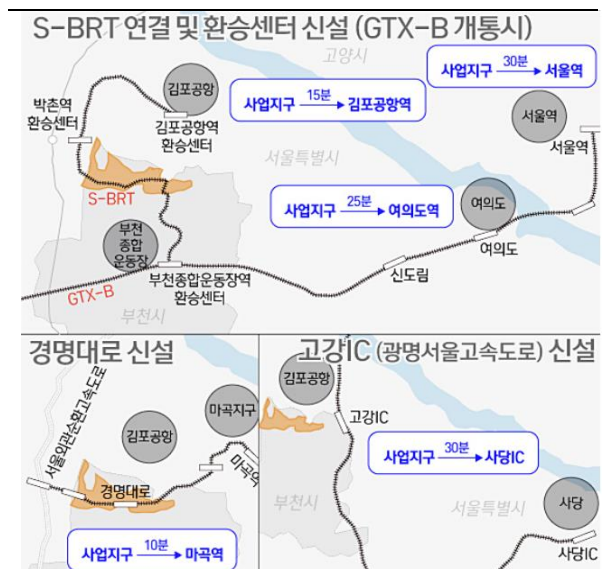 S-BRT 연결 및 환승센터 신설 (GTX-B 개통시)
고양시
사업지구 30분 서울역
김포공항
사업지구 15분 김포공항역
박촌역
환승센터
김포공항역
환승센터
서울역
서울역
서울특별시
S-BRT
사업지구 25분 여의도역
여의도
여의도
부천
종합
운동장
신도림
부천종합운동장역
환승센터
GTX-B
부천시
경명대로 신설
서울외관순환고속도로
마곡지구
김포공항
마곡역
경명대로
사업지구 10분 마곡역
고강IC (광명서울고속도로) 신설
김포공항
고강IC
사업지구 30분 사당IC
부천시
서울특별시
사당
사당IC